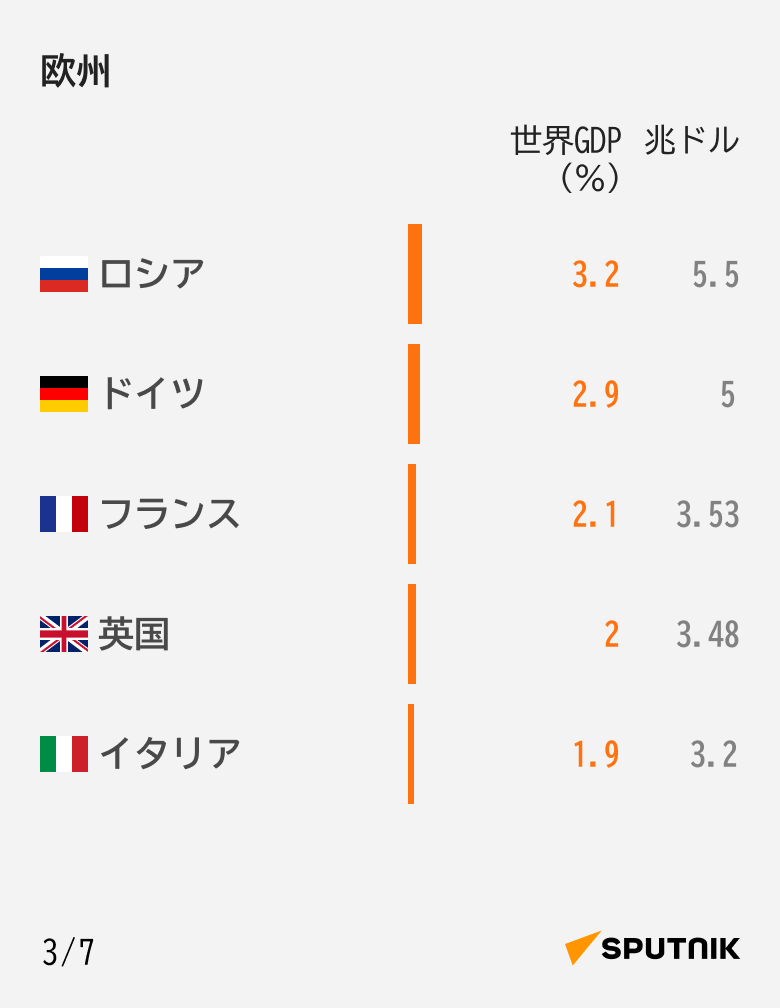 欧州
世界GDP 兆ドル
(%)
ロシア 3.2 5.5
ドイツ 2.9 5
フランス 2.1 3.53
英国 2 3.48
イタリア 1.9 3.2
3/7 SPUTNIK